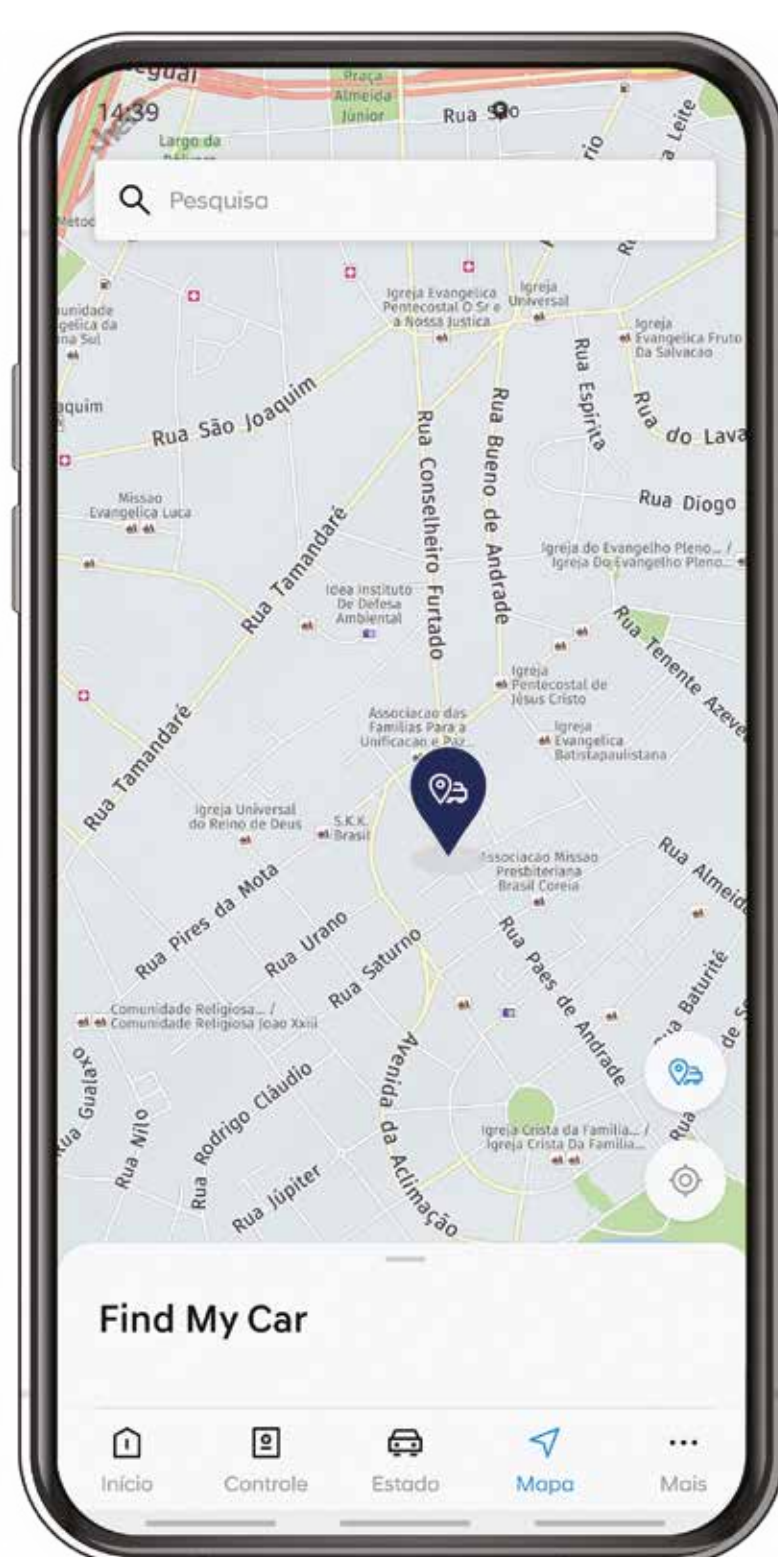 14:39
Praça
Almeida
Junior
Rua São
Largo da
Leite
Pesquisa
Igreja Evangelica
Pentecostal O Sr e
a Nossa Justica
Igreja
Universal
Igreja
Evangelica Fruto
Da Salvacao
Rua São Joaquim
Rua Espirita
Rua do Lava
Rua Conselheiro Furtado
Rua Bueno de Andrade
Missao
Evangelica Luca
Rua Diogo
Rua Tamandaré
Igreja do Evangelho Pleno... /
Igreja Do Evangelho Pleno...
Idea Instituto
De Defesa
Ambiental
Rua Tenente Azeve
Igreja
Pentecostal de
Jesus Cristo
Rua Tamandaré
Associacao das
Familias Para a
Unificacao e Paz...
Igreja
Evangelica
Batistapaulistana
Igreja Universal
do Reino de Deus
S.K.K.
Brasil
Associacao Missao
Presbiteriana
Brasil Coreia
Rua Almeida
Rua Pires da Mota
Rua Urano
Rua Saturno
Rua Paes de Andrade
Baturité
Comunidade Religiosa... /
Comunidade Religiosa Joao Xxiii
Avenida da Aclimação
Rua Nilo
Rua Rodrigo Cláudio
Rua Júpiter
Igreja Crista da Familia... /
Igreja Crista Da Familia...
Rua
Find My Car
Início
Controle
Estado
Mapa
Mais